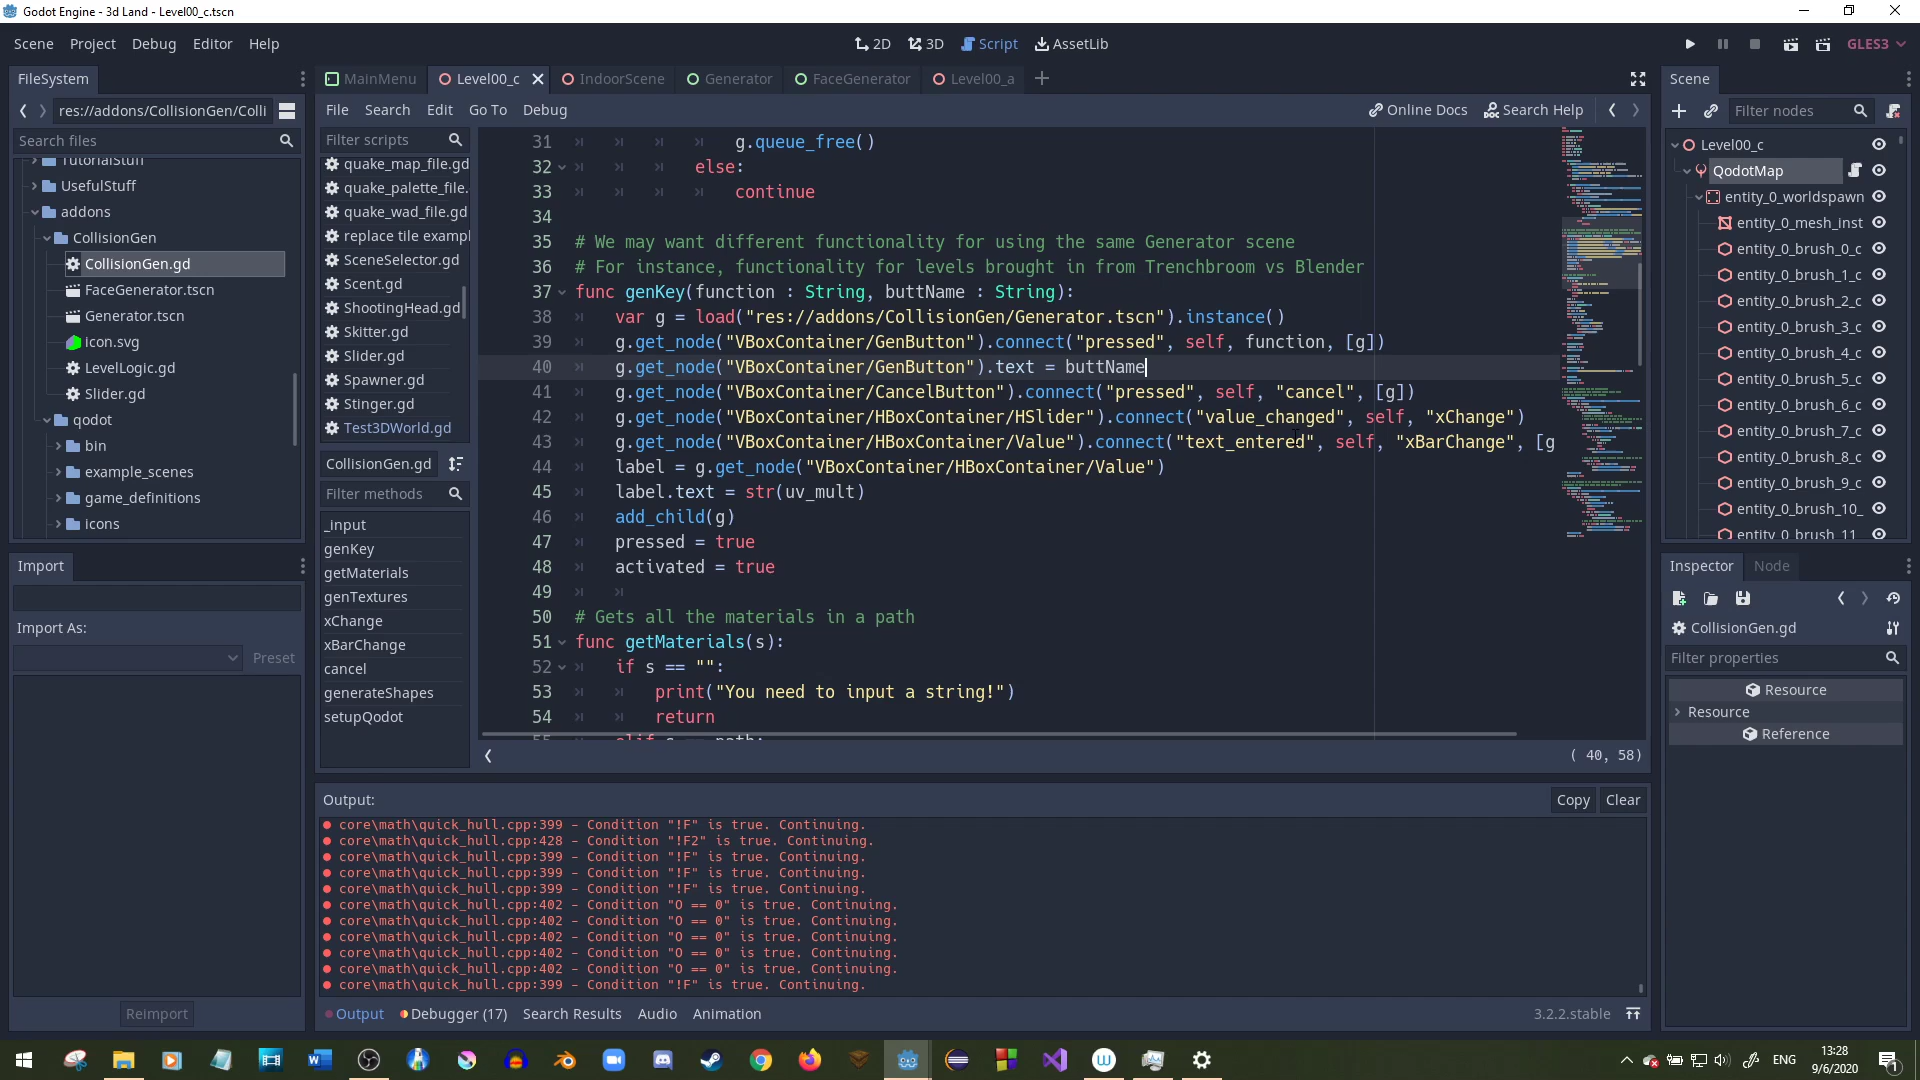 Godot Engine - 3d Land - Level00_c.tscn
Scene Project Debug Editor Help
2D 3D Script AssetLib
GLES3
FileSystem
res://addons/CollisionGen/Colli
Search files
TutorialStuff
UsefulStuff
addons
CollisionGen
CollisionGen.gd
FaceGenerator.tscn
Generator.tscn
icon.svg
LevelLogic.gd
Slider.gd
qodot
bin
example_scenes
game_definitions
icons
Import
Import As:
Preset
Reimport
MainMenu Level00_c IndoorScene Generator FaceGenerator Level00_a
File Search Edit Go To Debug
Online Docs Search Help
Filter scripts
quake_map_file.gd
quake_palette_file.
quake_wad_file.gd
replace tile exampl
SceneSelector.gd
Scent.gd
ShootingHead.gd
Skitter.gd
Slider.gd
Spawner.gd
Stinger.gd
Test3DWorld.gd
CollisionGen.gd
Filter methods
_input
genKey
getMaterials
genTextures
xChange
xBarChange
cancel
generateShapes
setupQodot
31 g.queue_free()
32 else:
33 continue
34
35 # We may want different functionality for using the same Generator scene
36 # For instance, functionality for levels brought in from Trenchbroom vs Blender
37 func genKey(function : String, buttName : String):
38 var g = load("res://addons/CollisionGen/Generator.tscn").instance()
39 g.get_node("VBoxContainer/GenButton").connect("pressed", self, function, [g])
40 g.get_node("VBoxContainer/GenButton").text = buttName
41 g.get_node("VBoxContainer/CancelButton").connect("pressed", self, "cancel", [g])
42 g.get_node("VBoxContainer/HBoxContainer/HSlider").connect("value_changed", self, "xChange")
43 g.get_node("VBoxContainer/HBoxContainer/Value").connect("text_entered", self, "xBarChange", [g
44 label = g.get_node("VBoxContainer/HBoxContainer/Value")
45 label.text = str(uv_mult)
46 add_child(g)
47 pressed = true
48 activated = true
49
50 # Gets all the materials in a path
51 func getMaterials(s):
52 if s == "":
53 print("You need to input a string!")
54 return
55 elif s == path:
( 40, 58)
Output:
Copy Clear
core\math\quick_hull.cpp:399 - Condition "!F" is true. Continuing.
core\math\quick_hull.cpp:428 - Condition "!F2" is true. Continuing.
core\math\quick_hull.cpp:399 - Condition "!F" is true. Continuing.
core\math\quick_hull.cpp:399 - Condition "!F" is true. Continuing.
core\math\quick_hull.cpp:399 - Condition "!F" is true. Continuing.
core\math\quick_hull.cpp:402 - Condition "O == 0" is true. Continuing.
core\math\quick_hull.cpp:402 - Condition "O == 0" is true. Continuing.
core\math\quick_hull.cpp:402 - Condition "O == 0" is true. Continuing.
core\math\quick_hull.cpp:402 - Condition "O == 0" is true. Continuing.
core\math\quick_hull.cpp:402 - Condition "O == 0" is true. Continuing.
core\math\quick_hull.cpp:399 - Condition "!F" is true. Continuing.
Output Debugger (17) Search Results Audio Animation
3.2.2.stable
Scene
Filter nodes
Level00_c
QodotMap
entity_0_worldspawn
entity_0_mesh_inst
entity_0_brush_0_c
entity_0_brush_1_c
entity_0_brush_2_c
entity_0_brush_3_c
entity_0_brush_4_c
entity_0_brush_5_c
entity_0_brush_6_c
entity_0_brush_7_c
entity_0_brush_8_c
entity_0_brush_9_c
entity_0_brush_10_
entity_0_brush_11
Inspector Node
CollisionGen.gd
Filter properties
Resource
Resource
Reference
ENG
13:28
9/6/2020
1